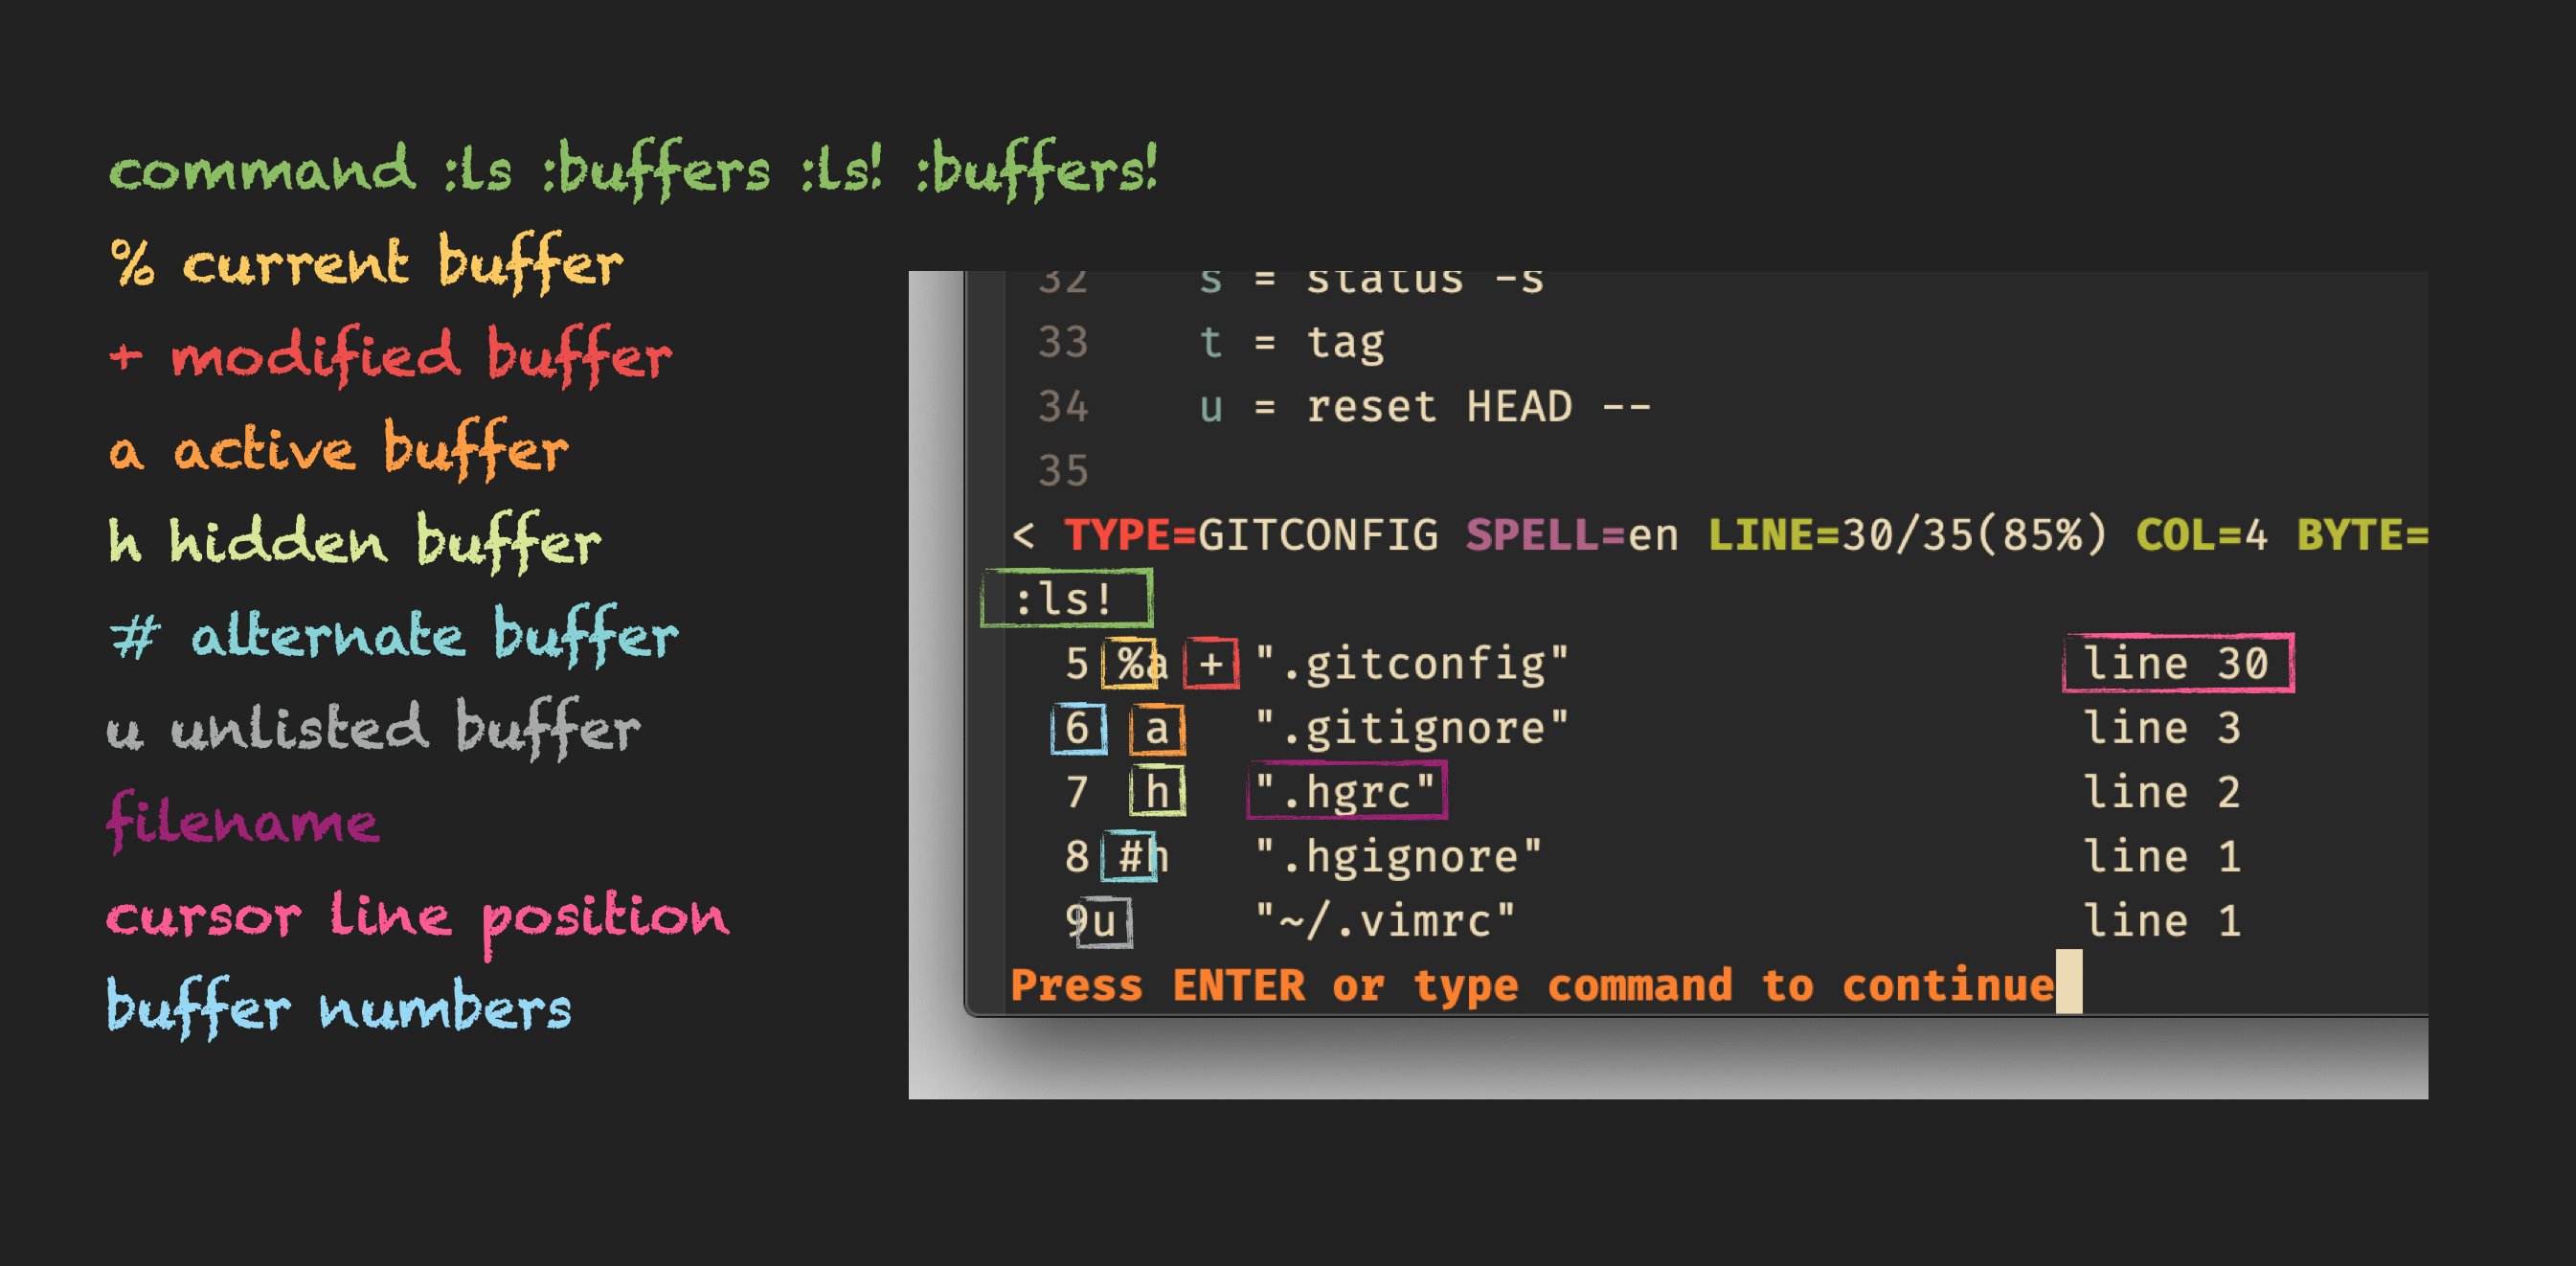 command :ls :buffers :ls! :buffers!
% current buffer
+ modified buffer
a active buffer
h hidden buffer
# alternate buffer
u unlisted buffer
filename
cursor line position
buffer numbers
32 s = status -s
33 t = tag
34 u = reset HEAD --
35
< TYPE=GITCONFIG SPELL=en LINE=30/35(85%) COL=4 BYTE=
:ls!
5 %a + ".gitconfig" line 30
6 a ".gitignore" line 3
7 h ".hgrc" line 2
8 #h ".hgignore" line 1
9u "~/.vimrc" line 1
Press ENTER or type command to continue